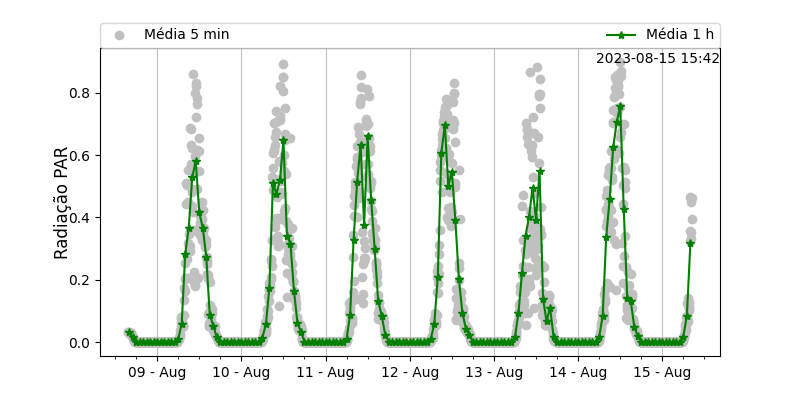 Média 5 min
Média 1 h
2023-08-15 15:42
Radiação PAR
0.8
0.6
0.4
0.2
0.0
09 - Aug
10 - Aug
11 - Aug
12 - Aug
13 - Aug
14 - Aug
15 - Aug